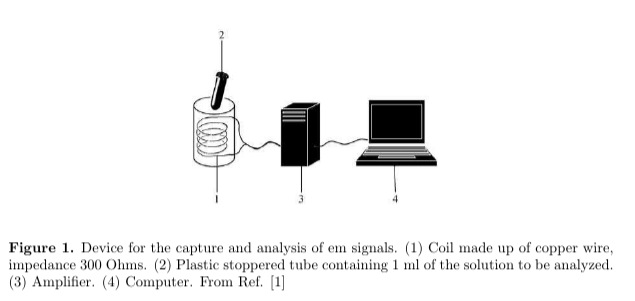 2
1
3
4
Figure 1. Device for the capture and analysis of em signals. (1) Coil made up of copper wire,
impedance 300 Ohms. (2) Plastic stoppered tube containing 1 ml of the solution to be analyzed.
(3) Amplifier. (4) Computer. From Ref. [1]